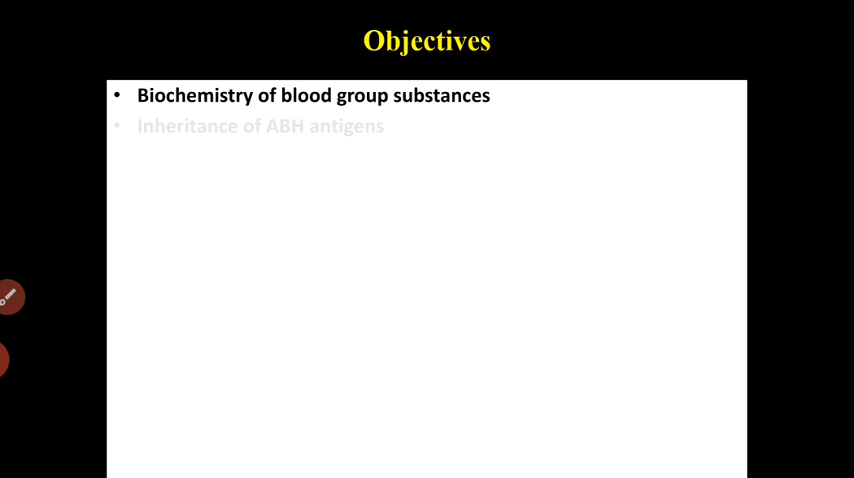 Objectives
• Biochemistry of blood group substances
• Inheritance of ABH antigens